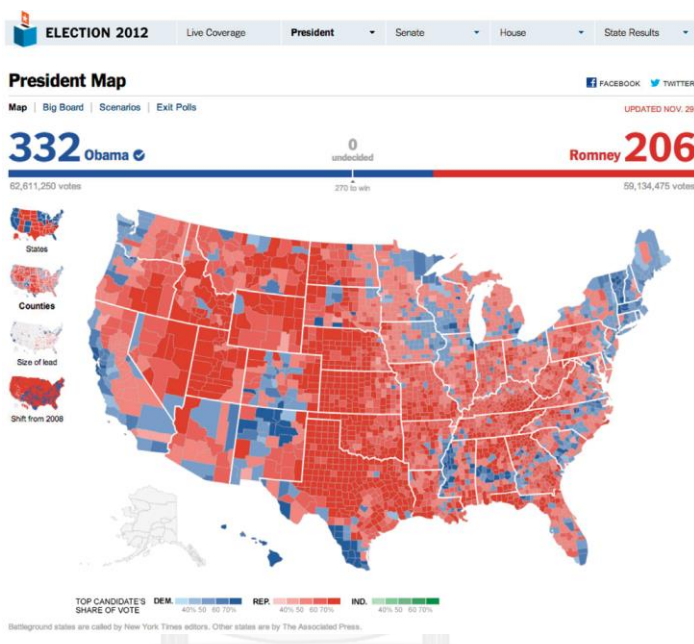 ELECTION 2012 Live Coverage President Senate House State Results
President Map
FACEBOOK TWITTER
Map | Big Board | Scenarios | Exit Polls
UPDATED NOV. 29
332 Obama 0 undecided Romney 206
62,611,250 votes 270 to win 59,134,475 votes
States
Counties
Size of lead
Shift from 2008
TOP CANDIDATE'S SHARE OF VOTE
DEM. 40% 50 60 70% REP. 40% 50 60 70% IND. 40% 50 60 70%
Battleground states are called by New York Times editors. Other states are by The Associated Press.